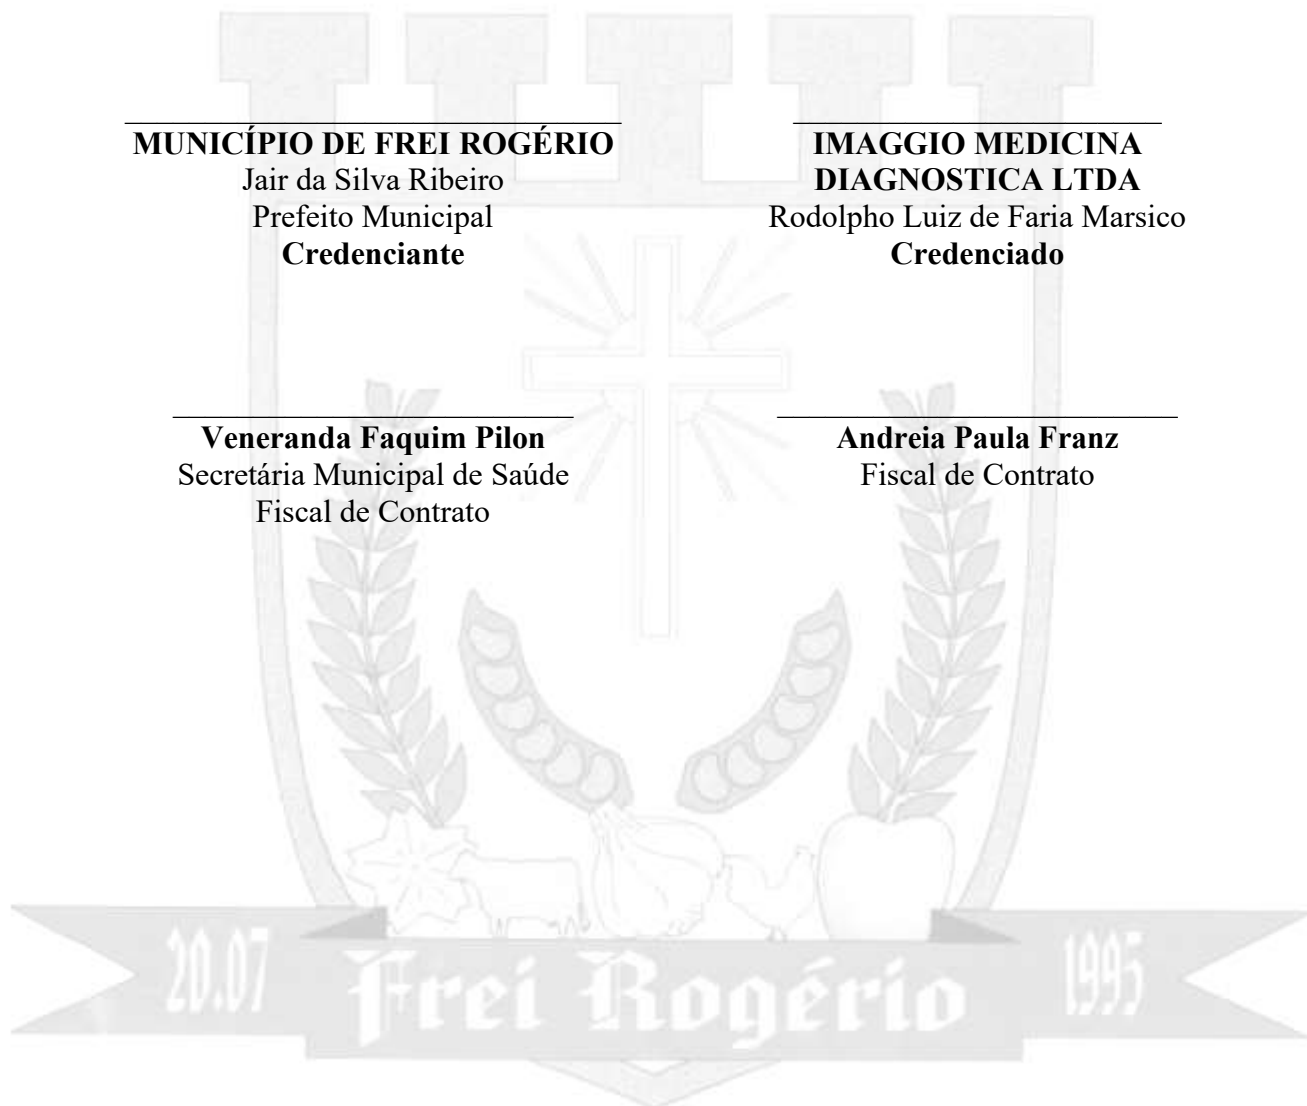 MUNICÍPIO DE FREI ROGÉRIO
Jair da Silva Ribeiro
Prefeito Municipal
Credenciante
IMAGGIO MEDICINA
DIAGNOSTICA LTDA
Rodolpho Luiz de Faria Marsico
Credenciado
Veneranda Faquim Pilon
Secretária Municipal de Saúde
Fiscal de Contrato
Andreia Paula Franz
Fiscal de Contrato
20.07
Frei Rogério
1995